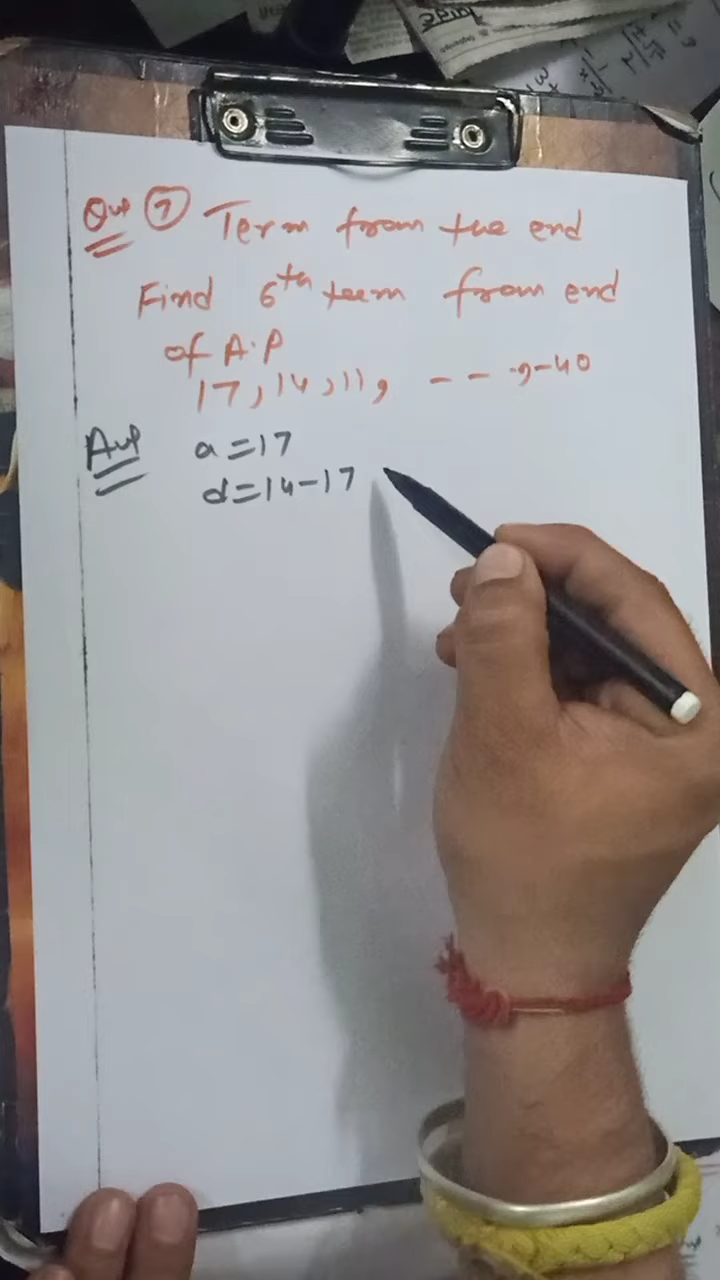 Que 7 Term from the end
Find 6th teem from end
of A.P
17, 14, 11, - - - , -40
Ans a = 17
d = 14 - 17